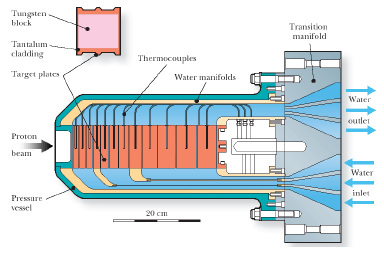 Tungsten
block
Tantalum
cladding
Target plates
Thermocouples
Water manifolds
Transition
manifold
Water
outlet
Proton
beam
Water
inlet
Pressure
vessel
20 cm